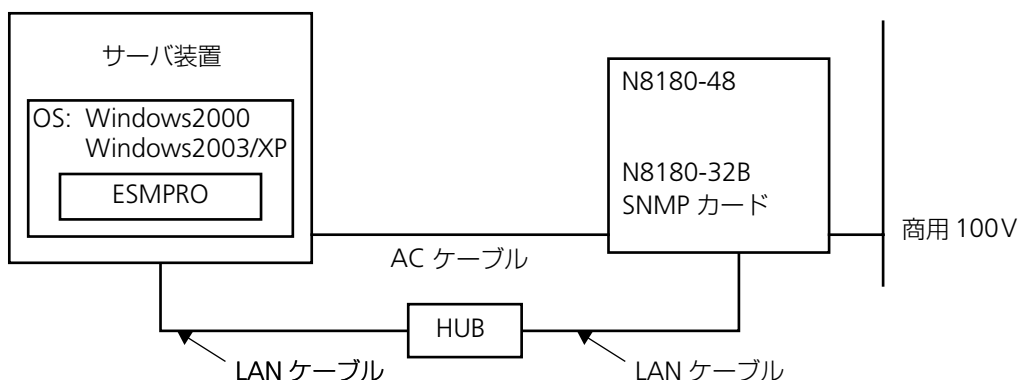 サーバ装置
OS: Windows2000
Windows2003/XP
ESMPRO
N8180-48
N8180-32B
SNMP カード
商用 100V
AC ケーブル
HUB
LAN ケーブル
LAN ケーブル